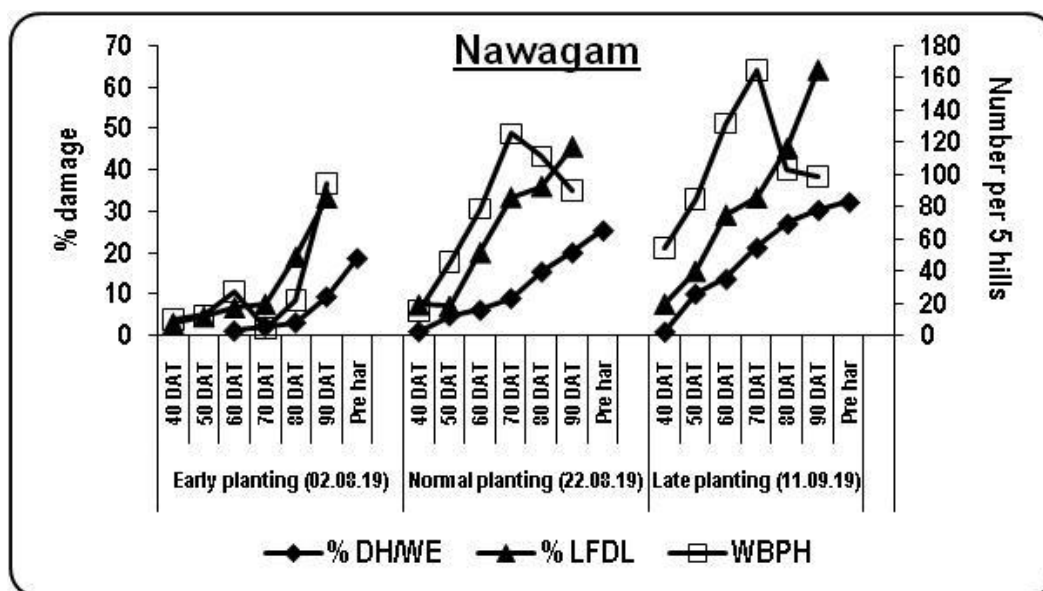 Nawagam
% damage
70
60
50
40
30
20
10
0
180
160
140
120
100
80
60
40
20
0
Number per 5 hills
40 DAT
50 DAT
60 DAT
70 DAT
80 DAT
90 DAT
Pre har
40 DAT
50 DAT
60 DAT
70 DAT
80 DAT
90 DAT
Pre har
40 DAT
50 DAT
60 DAT
70 DAT
80 DAT
90 DAT
Pre har
Early planting (02.08.19)
Normal planting (22.08.19)
Late planting (11.09.19)
% DH/WE
% LFDL
WBPH